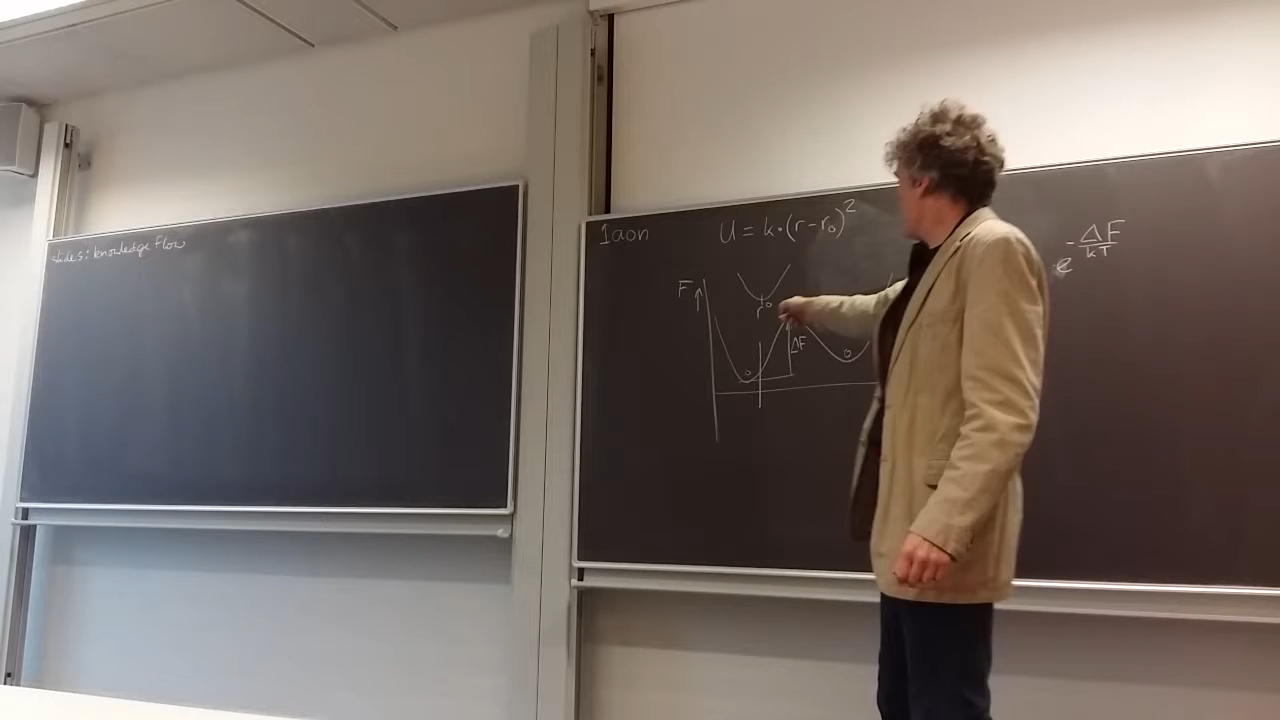 slides: knowledge flow
1aon
U = k·(r-r₀)²
F
r₀
ΔF
e^-ΔF/kT